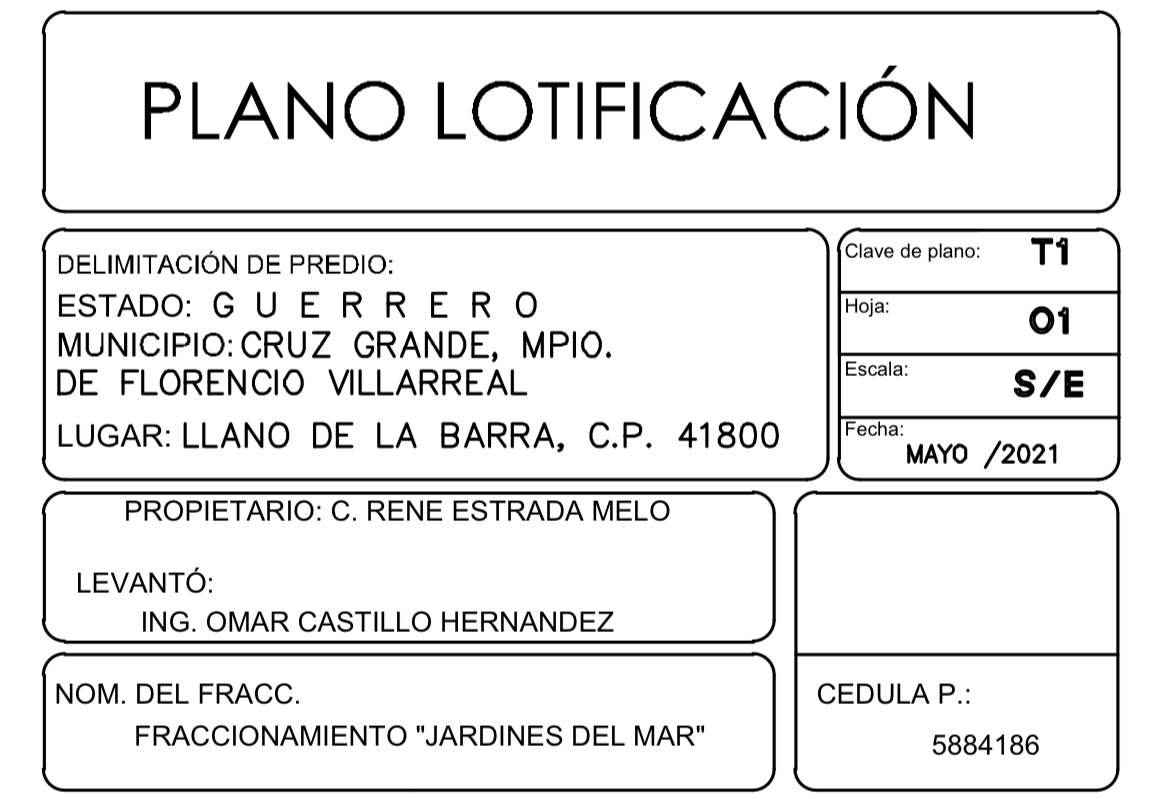 PLANO LOTIFICACIÓN
DELIMITACIÓN DE PREDIO:
ESTADO: G U E R R E R O
MUNICIPIO: CRUZ GRANDE, MPIO.
DE FLORENCIO VILLARREAL
LUGAR: LLANO DE LA BARRA, C.P. 41800
Clave de plano: T1
Hoja: 01
Escala: S/E
Fecha:
MAYO /2021
PROPIETARIO: C. RENE ESTRADA MELO
LEVANTÓ:
ING. OMAR CASTILLO HERNANDEZ
NOM. DEL FRACC.
FRACCIONAMIENTO "JARDINES DEL MAR"
CEDULA P.:
5884186